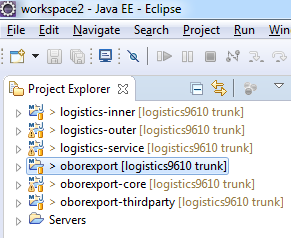 workspace2 - Java EE - Eclipse
File Edit Navigate Search Project Run Window
Project Explorer
> logistics-inner [logistics9610 trunk]
> logistics-outer [logistics9610 trunk]
> logistics-service [logistics9610 trunk]
> oborexport [logistics9610 trunk]
> oborexport-core [logistics9610 trunk]
> oborexport-thirdparty [logistics9610 trunk]
Servers